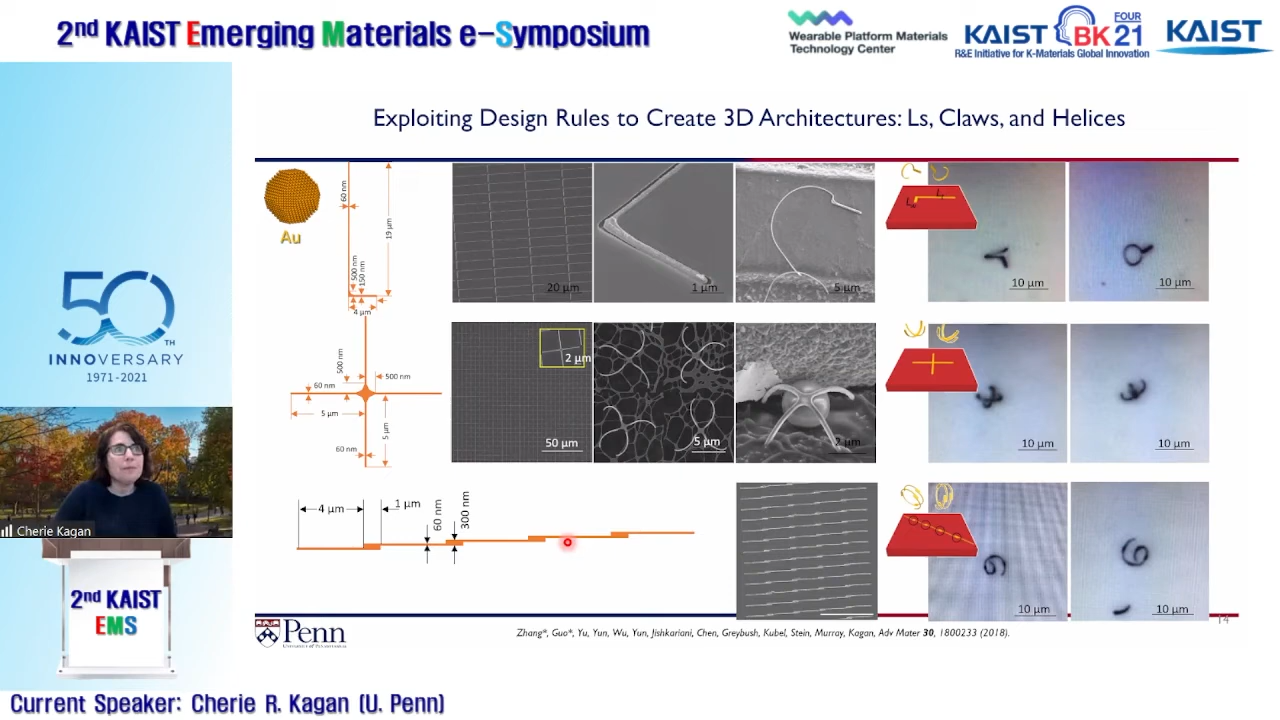 2nd KAIST Emerging Materials e-Symposium
Wearable Platform Materials
Technology Center
KAIST BK21 FOUR
R&E Initiative for K-Materials Global Innovation
KAIST
Exploiting Design Rules to Create 3D Architectures: Ls, Claws, and Helices
Au
60 nm
19 μm
500 nm
150 nm
4 μm
20 μm
1 μm
5 μm
10 μm
10 μm
500 nm
500 nm
60 nm
5 μm
5 μm
60 nm
2 μm
50 μm
5 μm
2 μm
10 μm
10 μm
4 μm
1 μm
60 nm
300 nm
10 μm
10 μm
50TH
INNOVERSARY
1971-2021
Cherie Kagan
2nd KAIST
EMS
Penn
University of Pennsylvania
Zhang*, Guo*, Yu, Yun, Wu, Yun, Jishkariani, Chen, Greybush, Kubel, Stein, Murray, Kagan, Adv Mater 30, 1800233 (2018).
14
Current Speaker: Cherie R. Kagan (U. Penn)